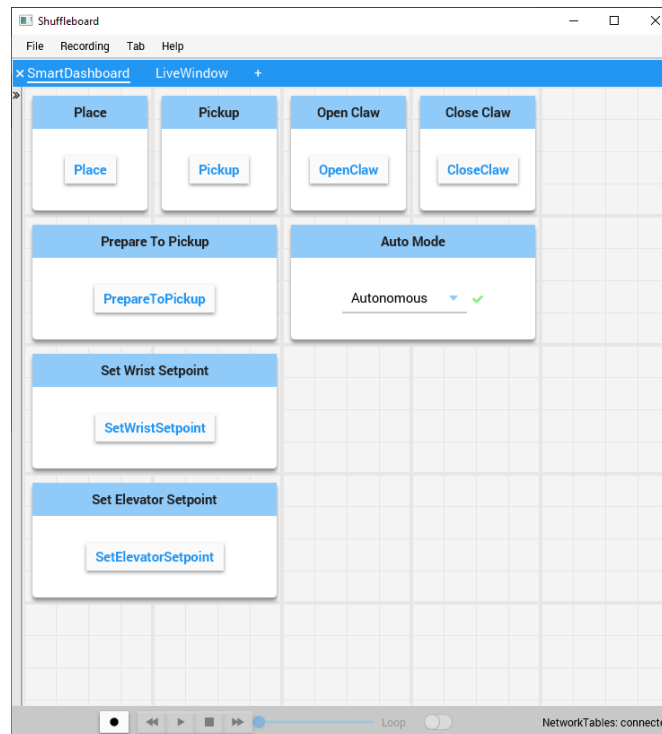 Shuffleboard
File Recording Tab Help
SmartDashboard LiveWindow +
Place Pickup Open Claw Close Claw
Place Pickup OpenClaw CloseClaw
Prepare To Pickup Auto Mode
PrepareToPickup Autonomous
Set Wrist Setpoint
SetWristSetpoint
Set Elevator Setpoint
SetElevatorSetpoint
Loop NetworkTables: connecte